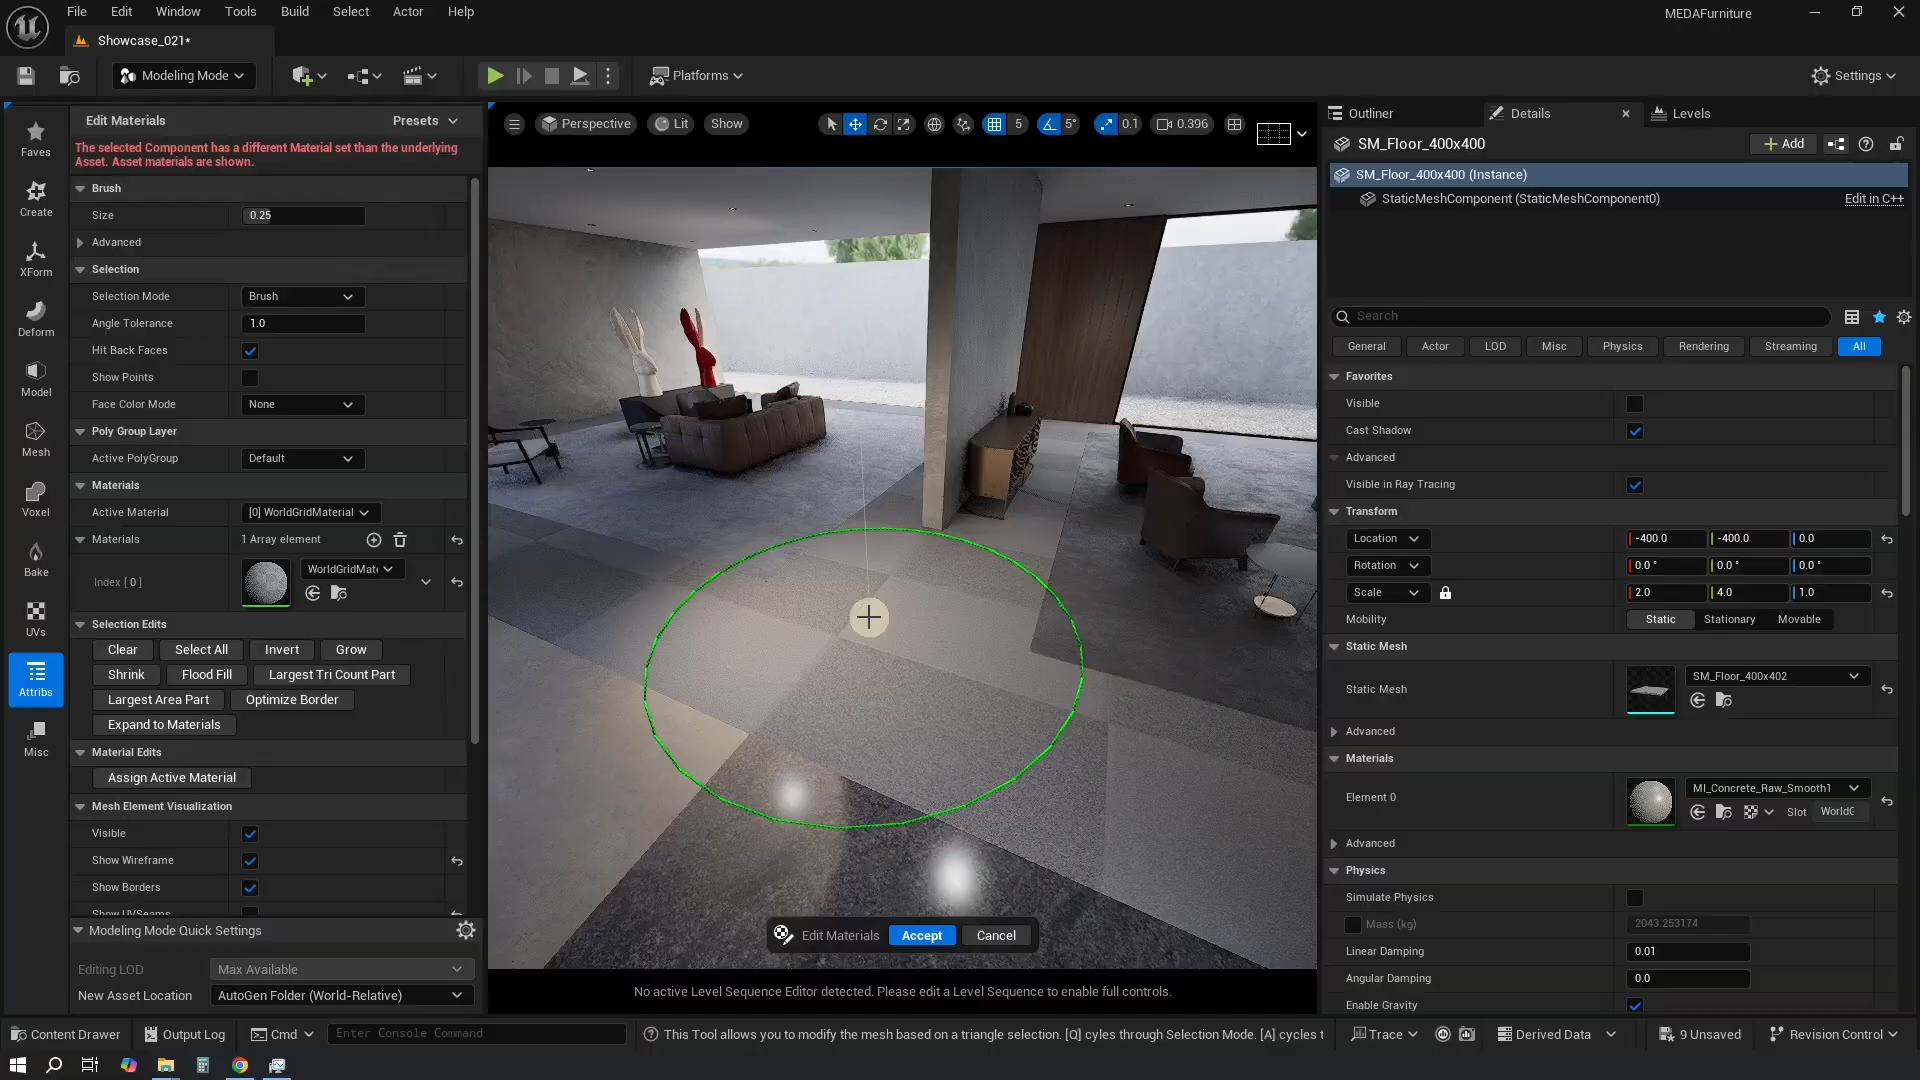 File
Edit
Window
Tools
Build
Select
Actor
Help
MEDAFurniture
Showcase_021*
Modeling Mode
Platforms
Settings
Faves
Create
XForm
Deform
Model
Mesh
Voxel
Bake
UVs
Attribs
Misc
Edit Materials
Presets
The selected Component has a different Material set than the underlying
Asset. Asset materials are shown.
Brush
Size
0.25
Advanced
Selection
Selection Mode
Brush
Angle Tolerance
1.0
Hit Back Faces
Show Points
Face Color Mode
None
Poly Group Layer
Active PolyGroup
Default
Materials
Active Material
[0] WorldGridMaterial
Materials
1 Array element
Index [ 0 ]
WorldGridMate
Selection Edits
Clear
Select All
Invert
Grow
Shrink
Flood Fill
Largest Tri Count Part
Largest Area Part
Optimize Border
Expand to Materials
Material Edits
Assign Active Material
Mesh Element Visualization
Visible
Show Wireframe
Show Borders
Show UVSeams
Modeling Mode Quick Settings
Editing LOD
Max Available
New Asset Location
AutoGen Folder (World-Relative)
Perspective
Lit
Show
5
5°
0.1
0.396
Edit Materials
Accept
Cancel
No active Level Sequence Editor detected. Please edit a Level Sequence to enable full controls.
Outliner
Details
Levels
SM_Floor_400x400
Add
SM_Floor_400x400 (Instance)
StaticMeshComponent (StaticMeshComponent0)
Edit in C++
Search
General
Actor
LOD
Misc
Physics
Rendering
Streaming
All
Favorites
Visible
Cast Shadow
Advanced
Visible in Ray Tracing
Transform
Location
-400.0
-400.0
0.0
Rotation
0.0 °
0.0 °
0.0 °
Scale
2.0
4.0
1.0
Mobility
Static
Stationary
Movable
Static Mesh
Static Mesh
SM_Floor_400x402
Advanced
Materials
Element 0
MI_Concrete_Raw_Smooth1
Slot
Advanced
Physics
Simulate Physics
Mass (kg)
2043.253174
Linear Damping
0.01
Angular Damping
0.0
Enable Gravity
Content Drawer
Output Log
Cmd
Enter Console Command
This Tool allows you to modify the mesh based on a triangle selection. [Q] cyles through Selection Mode. [A] cycles t
Trace
Derived Data
9 Unsaved
Revision Control